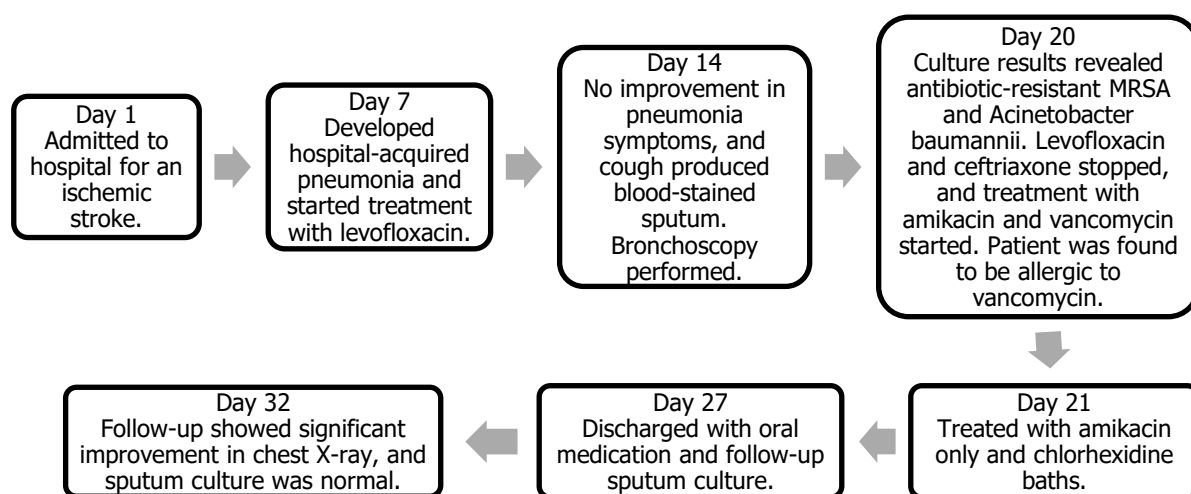 Day 1
Admitted to
hospital for an
ischemic
stroke.
Day 7
Developed
hospital-acquired
pneumonia and
started treatment
with levofloxacin.
Day 14
No improvement in
pneumonia
symptoms, and
cough produced
blood-stained
sputum.
Bronchoscopy
performed.
Day 20
Culture results revealed
antibiotic-resistant MRSA
and Acinetobacter
baumannii. Levofloxacin
and ceftriaxone stopped,
and treatment with
amikacin and vancomycin
started. Patient was found
to be allergic to
vancomycin.
Day 21
Treated with amikacin
only and chlorhexidine
baths.
Day 27
Discharged with oral
medication and follow-up
sputum culture.
Day 32
Follow-up showed significant
improvement in chest X-ray, and
sputum culture was normal.